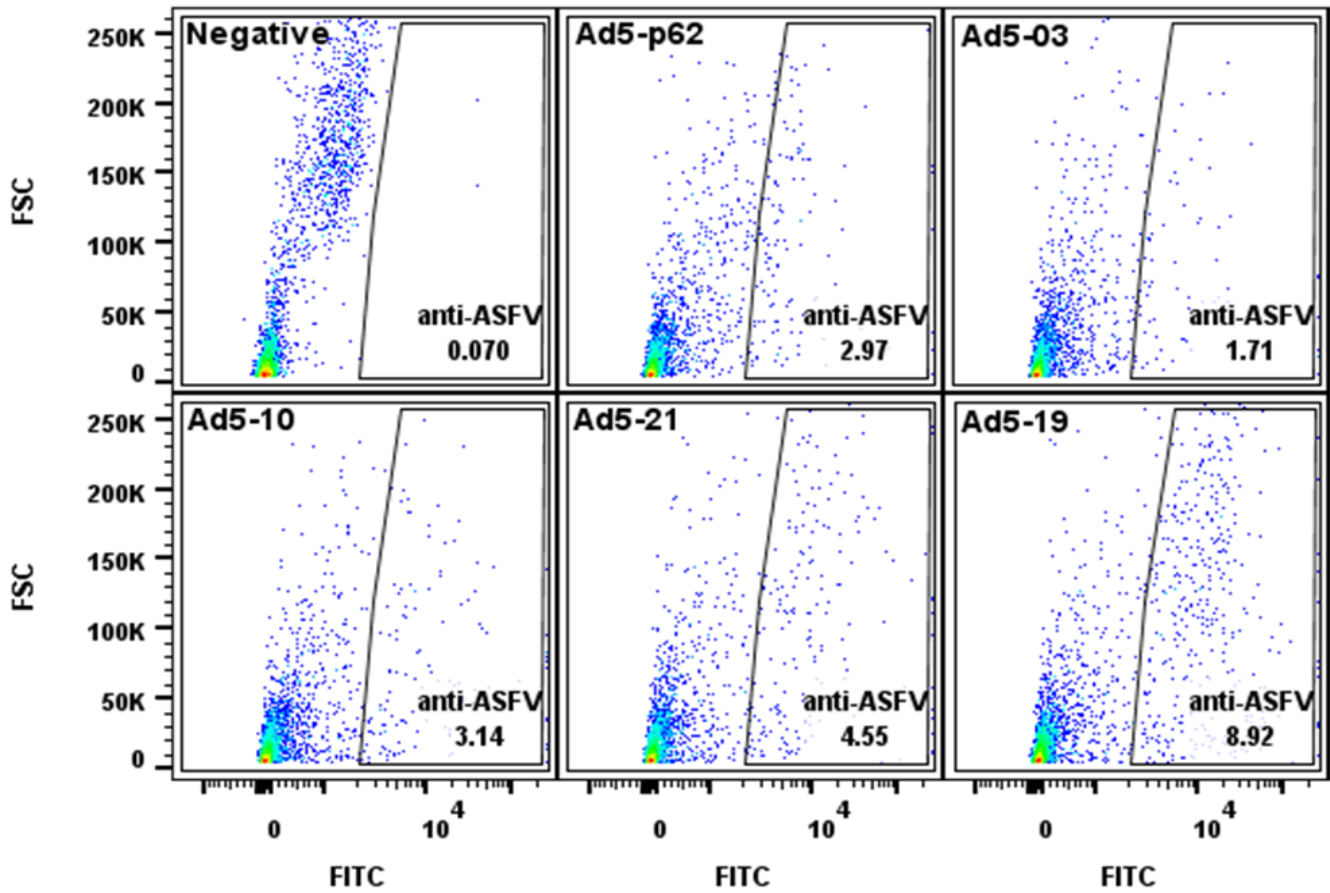 Negative
Ad5-p62
Ad5-03
250K
200K
150K
100K
50K
0
FSC
anti-ASFV
0.070
anti-ASFV
2.97
anti-ASFV
1.71
Ad5-10
Ad5-21
Ad5-19
250K
200K
150K
100K
50K
0
FSC
anti-ASFV
3.14
anti-ASFV
4.55
anti-ASFV
8.92
0 10 4
0 10 4
0 10 4
FITC
FITC
FITC